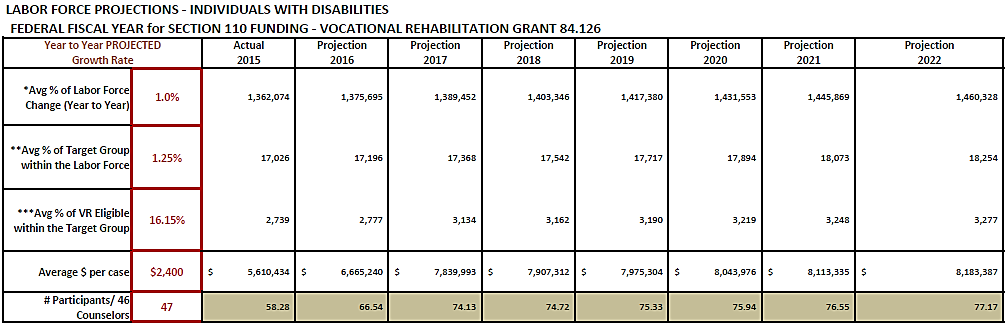 LABOR FORCE PROJECTIONS - INDIVIDUALS WITH DISABILITIES
FEDERAL FISCAL YEAR for SECTION 110 FUNDING - VOCATIONAL REHABILITATION GRANT 84.126
Year to Year PROJECTED Actual Projection Projection Projection Projection Projection Projection Projection
Growth Rate 2015 2016 2017 2018 2019 2020 2021 2022
*Avg % of Labor Force
Change (Year to Year) 1.0% 1,362,074 1,375,695 1,389,452 1,403,346 1,417,380 1,431,553 1,445,869 1,460,328
**Avg % of Target Group
within the Labor Force 1.25% 17,026 17,196 17,368 17,542 17,717 17,894 18,073 18,254
***Avg % of VR Eligible
within the Target Group 16.15% 2,739 2,777 3,134 3,162 3,190 3,219 3,248 3,277
Average $ per case $2,400 $ 5,610,434 $ 6,665,240 $ 7,839,993 $ 7,907,312 $ 7,975,304 $ 8,043,976 $ 8,113,335 $ 8,183,387
# Participants/ 46
Counselors 47 58.28 66.54 74.13 74.72 75.33 75.94 76.55 77.17